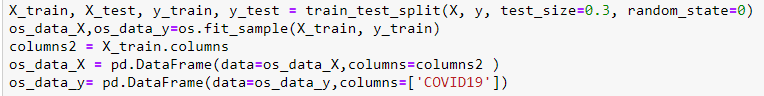 X_train, X_test, y_train, y_test = train_test_split(X, y, test_size=0.3, random_state=0)
os_data_X,os_data_y=os.fit_sample(X_train, y_train)
columns2 = X_train.columns
os_data_X = pd.DataFrame(data=os_data_X,columns=columns2 )
os_data_y= pd.DataFrame(data=os_data_y,columns=['COVID19'])